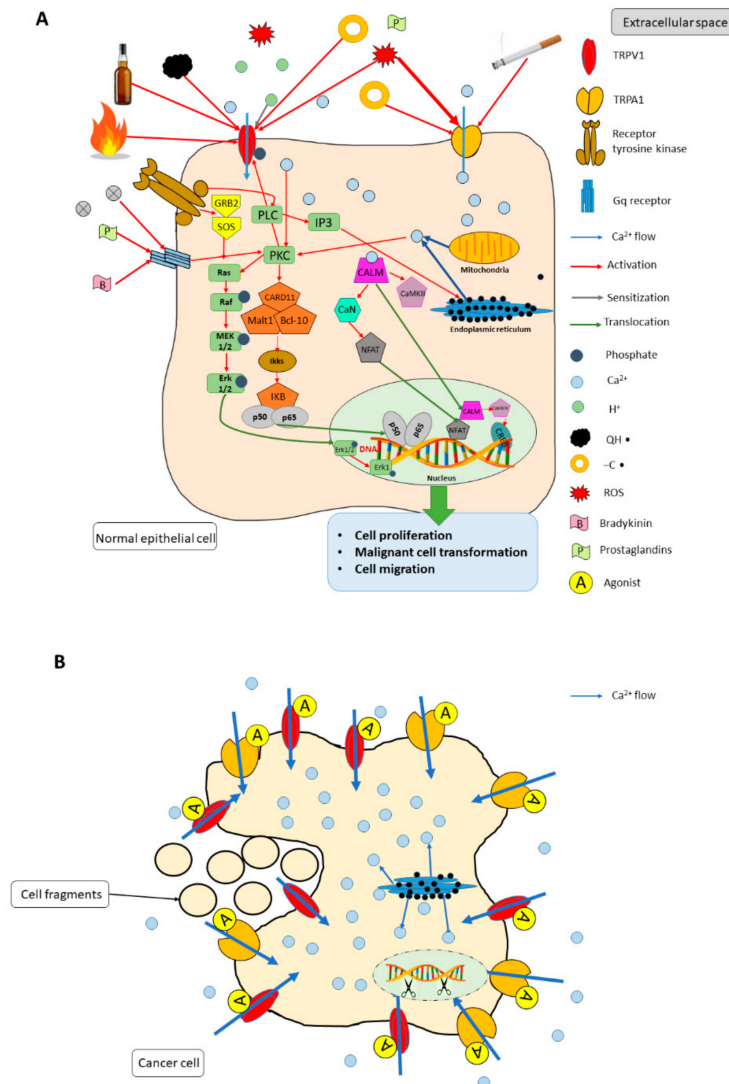 A
Extracellular space
P
TRPV1
TRPA1
Receptor
tyrosine kinase
Gq receptor
Ca²⁺ flow
Activation
Sensitization
Translocation
Phosphate
Ca²⁺
H⁺
QH •
–C •
ROS
B
Bradykinin
P
Prostaglandins
A
Agonist
GRB2
SOS
PLC
IP3
P
B
PKC
Ras
Raf
MEK
1/2
Erk
1/2
CARD11
Malt1
Bcl-10
Ikks
IKB
p50
p65
CALM
CaMKII
CaN
NFAT
Mitochondria
Endoplasmic reticulum
p50
p65
NFAT
CALM
Erk1/2
DNA
Erk1
Nucleus
Normal epithelial cell
• Cell proliferation
• Malignant cell transformation
• Cell migration
B
Ca²⁺ flow
A
A
A
A
A
A
A
A
A
A
A
A
Cell fragments
Cancer cell